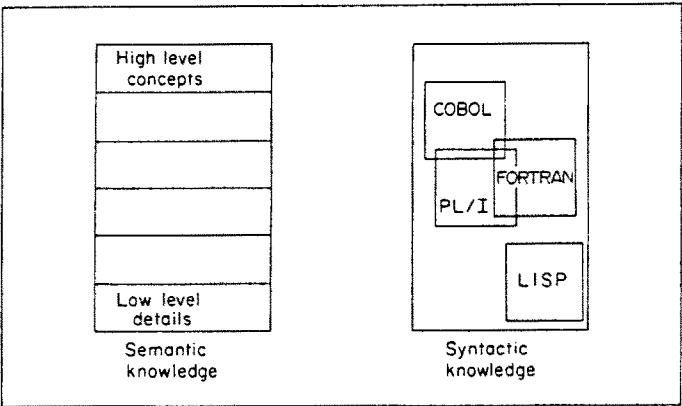 High level
concepts
Low level
details
Semantic
knowledge
COBOL
FORTRAN
PL/I
LISP
Syntactic
knowledge